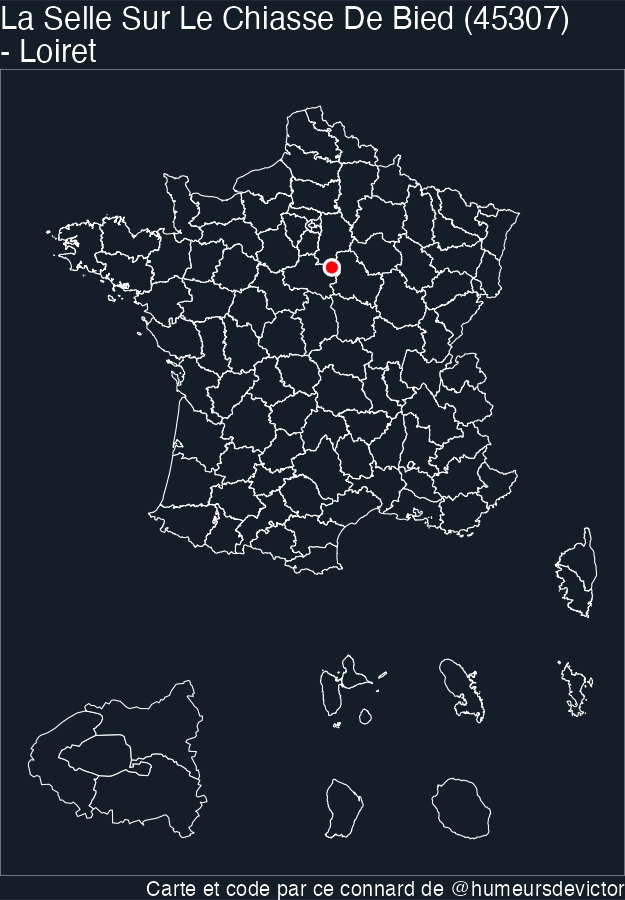 La Selle Sur Le Chiasse De Bied (45307)
- Loiret
Carte et code par ce connard de @humeursdevictor